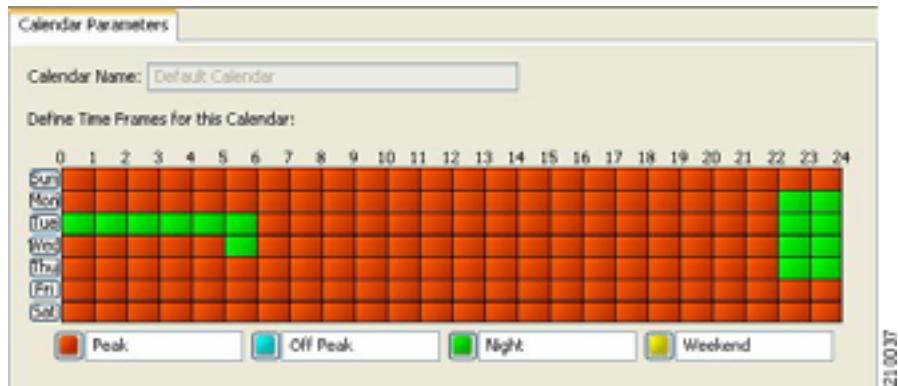 Calendar Parameters
Calendar Name: Default Calendar
Define Time Frames for this Calendar:
0 1 2 3 4 5 6 7 8 9 10 11 12 13 14 15 16 17 18 19 20 21 22 23 24
Sun
Mon
Tue
Wed
Thu
Fri
Sat
Peak Off Peak Night Weekend
210037